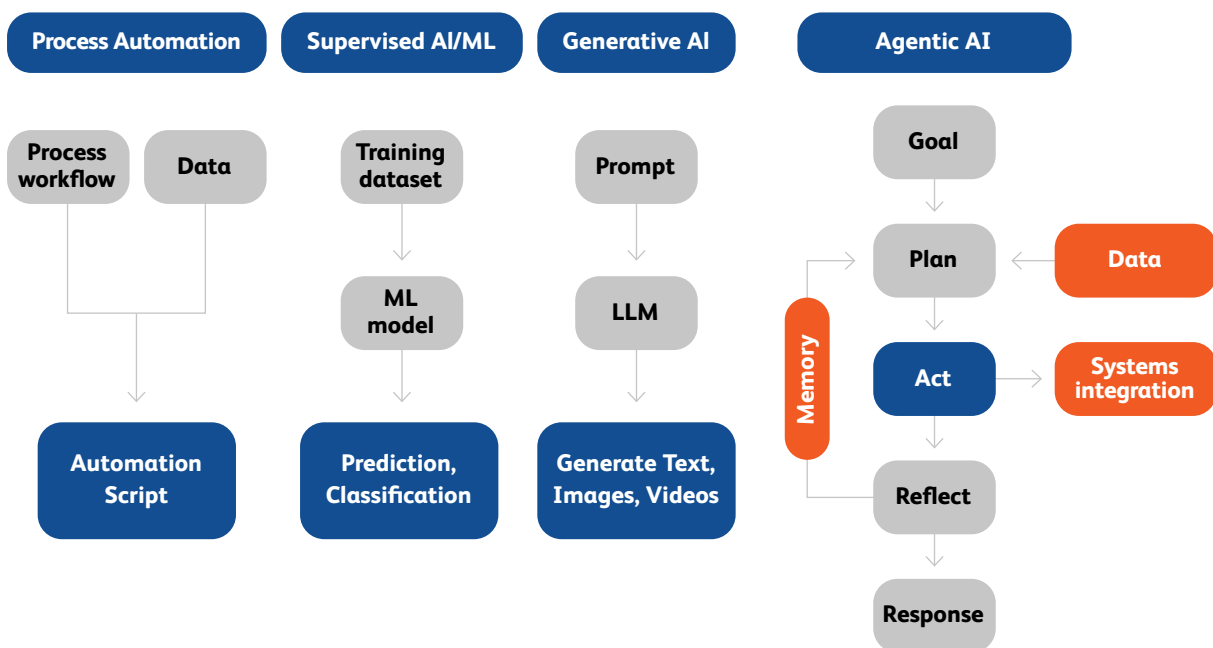 Process Automation
Supervised AI/ML
Generative AI
Agentic AI
Process
workflow
Data
Automation
Script
Training
dataset
ML
model
Prediction,
Classification
Prompt
LLM
Generate Text,
Images, Videos
Goal
Plan
Data
Memory
Act
Systems
integration
Reflect
Response